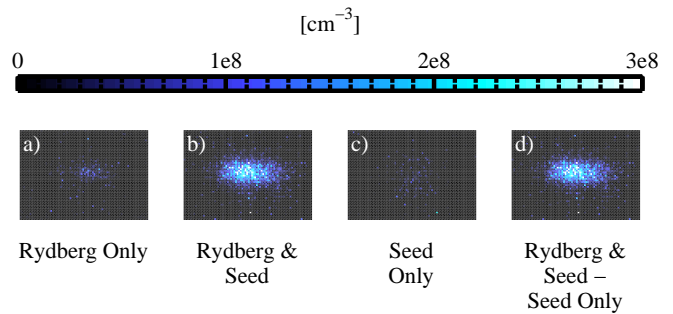 [cm⁻³]
0 1e8 2e8 3e8
a) b) c) d)
Rydberg Only
Rydberg &
Seed
Seed
Only
Rydberg &
Seed –
Seed Only